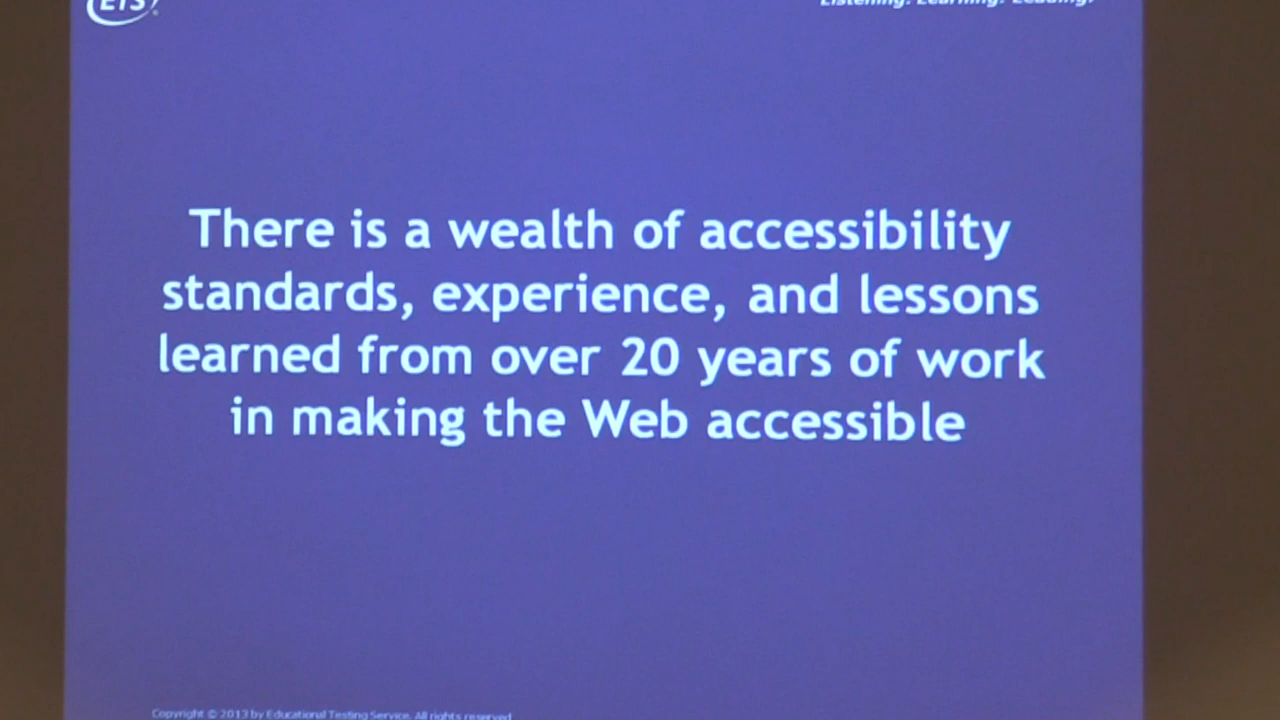 ETS
Listening. Learning. Leading.
There is a wealth of accessibility
standards, experience, and lessons
learned from over 20 years of work
in making the Web accessible
Copyright © 2013 by Educational Testing Service. All rights reserved